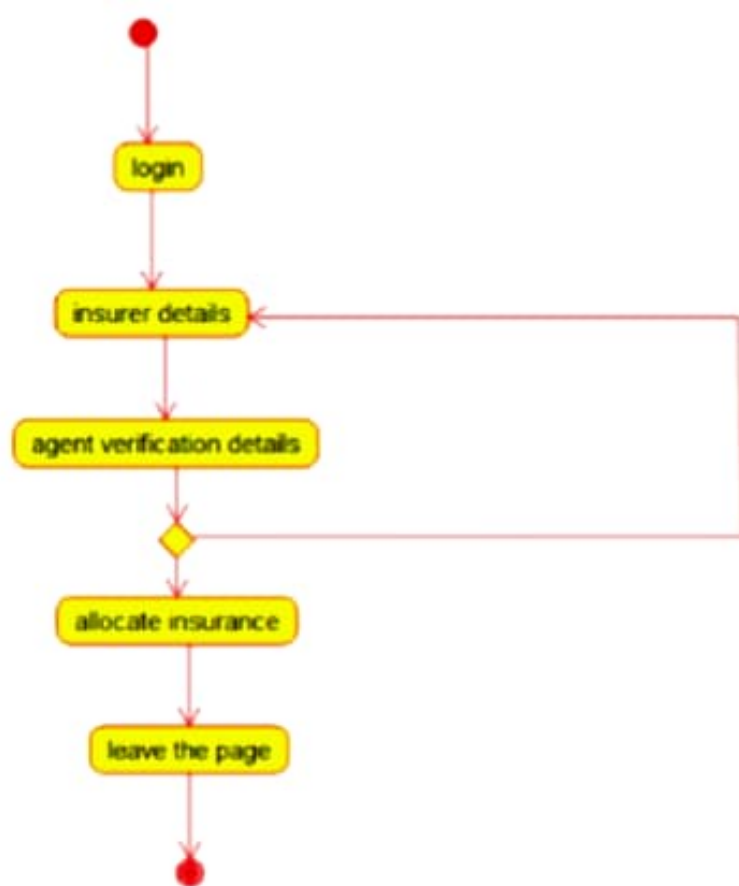 login
insurer details
agent verification details
allocate insurance
leave the page